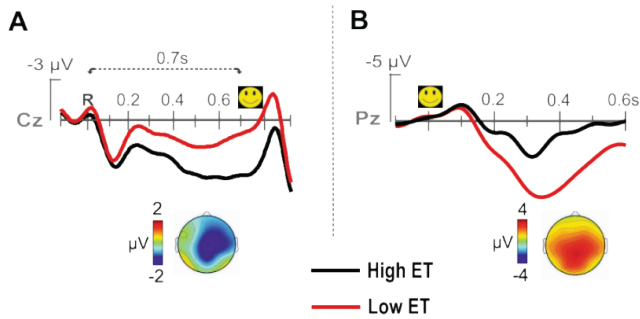 A
B
-3 µV
0.7s
-5 µV
R
0.2
0.4
0.6
Cz
Pz
0.2
0.4
0.6s
2
µV
-2
4
µV
-4
High ET
Low ET